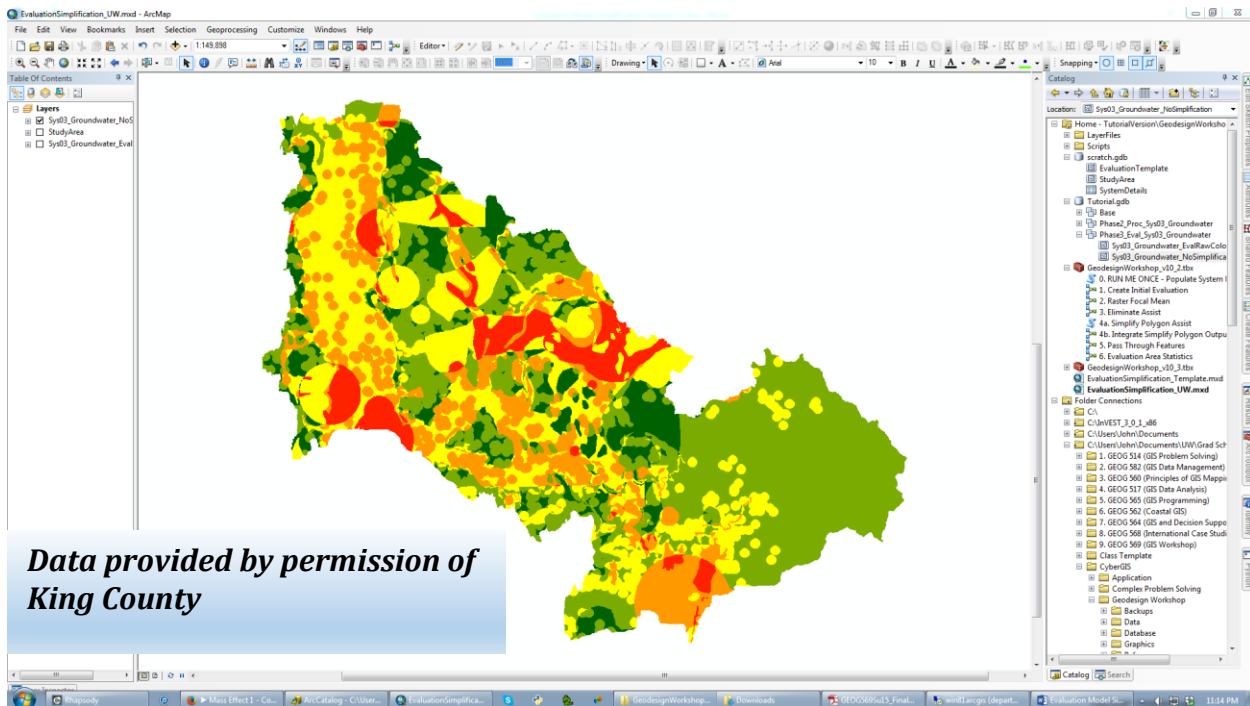 EvaluationSimplification_UW.mxd - ArcMap
File Edit View Bookmarks Insert Selection Geoprocessing Customize Windows Help
1:149,898 Editor
Drawing Arial 10 B I U A Snapping
Table Of Contents
Layers
Sys03_Groundwater_NoS
StudyArea
Sys03_Groundwater_Eval
Data provided by permission of
King County
Catalog
Location: Sys03_Groundwater_NoSimplification
Home - TutorialVersion\GeodesignWorksho
LayerFiles
Scripts
scratch.gdb
EvaluationTemplate
StudyArea
SystemDetails
Tutorial.gdb
Base
Phase2_Proc_Sys03_Groundwater
Phase3_Eval_Sys03_Groundwater
Sys03_Groundwater_EvalRawColo
Sys03_Groundwater_NoSimplifica
GeodesignWorkshop_v10_2.tbx
0. RUN ME ONCE - Populate System I
1. Create Initial Evaluation
2. Raster Focal Mean
3. Eliminate Assist
4a. Simplify Polygon Assist
4b. Integrate Simplify Polygon Outpu
5. Pass Through Features
6. Evaluation Area Statistics
GeodesignWorkshop_v10_3.tbx
EvaluationSimplification_Template.mxd
EvaluationSimplification_UW.mxd
Folder Connections
C:\
C:\InVEST_3_0_1_x86
C:\Users\John\Documents
C:\Users\John\Documents\UW\Grad Sch
1. GEOG 514 (GIS Problem Solving)
2. GEOG 582 (GIS Data Management)
3. GEOG 560 (Principles of GIS Mappi
4. GEOG 517 (GIS Data Analysis)
5. GEOG 565 (GIS Programming)
6. GEOG 562 (Coastal GIS)
7. GEOG 564 (GIS and Decision Suppo
8. GEOG 568 (International Case Studi
9. GEOG 569 (GIS Workshop)
Class Template
CyberGIS
Application
Complex Problem Solving
Geodesign Workshop
Backups
Data
Database
Graphics
Catalog Search
Rhapsody Mass Effect 1 - Co... ArcCatalog - C:\User... EvaluationSimplifica... GeodesignWorkshop... Downloads GEOG569Su15_Final... win81arcgis (depart... Evaluation Model Si... 11:14 PM